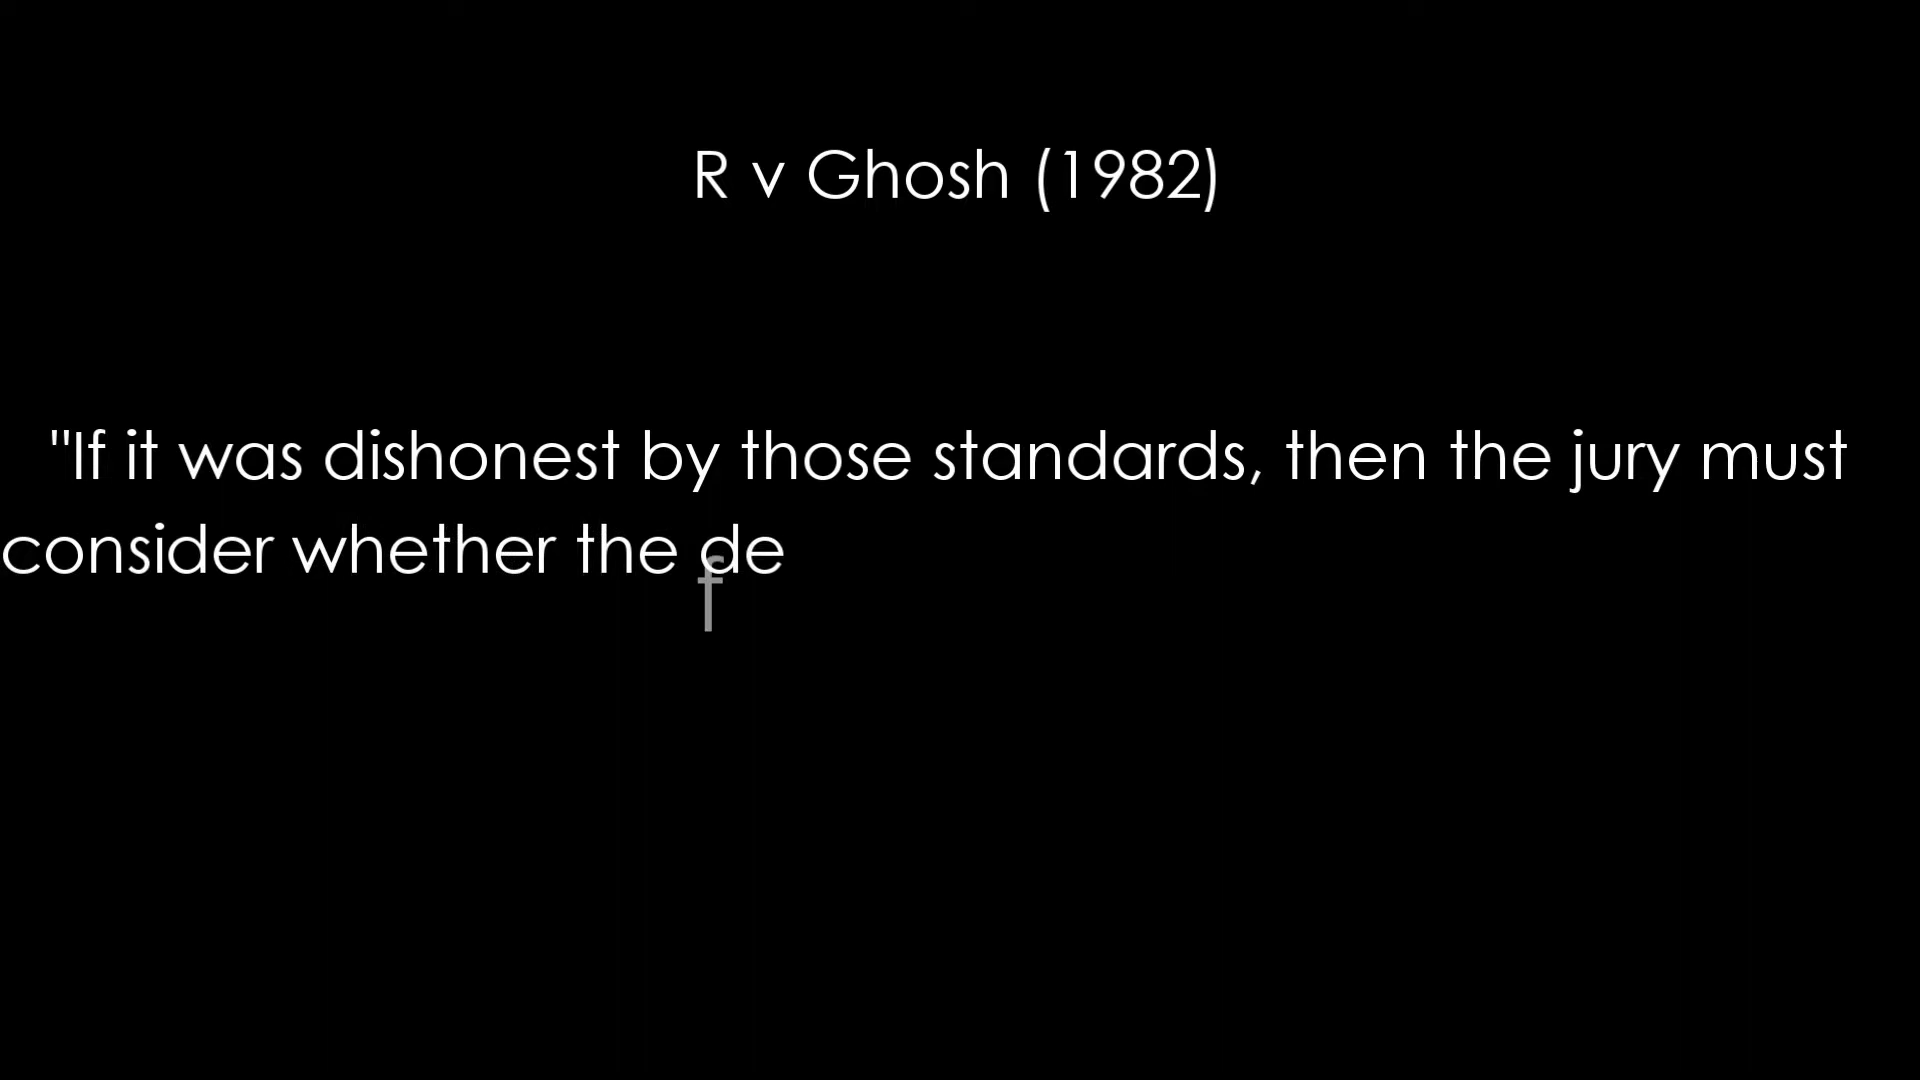 R v Ghosh (1982)
"If it was dishonest by those standards, then the jury must
consider whether the de
f